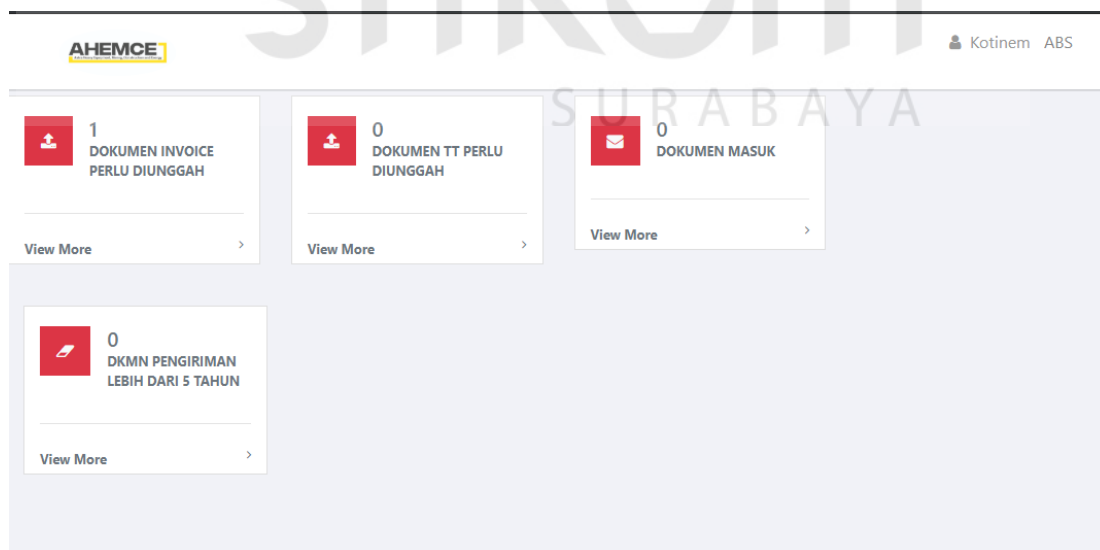 AHEMCE
Kotinem ABS
SURABAYA
1
DOKUMEN INVOICE
PERLU DIUNGGAH
View More
0
DOKUMEN TT PERLU
DIUNGGAH
View More
0
DOKUMEN MASUK
View More
0
DKMN PENGIRIMAN
LEBIH DARI 5 TAHUN
View More